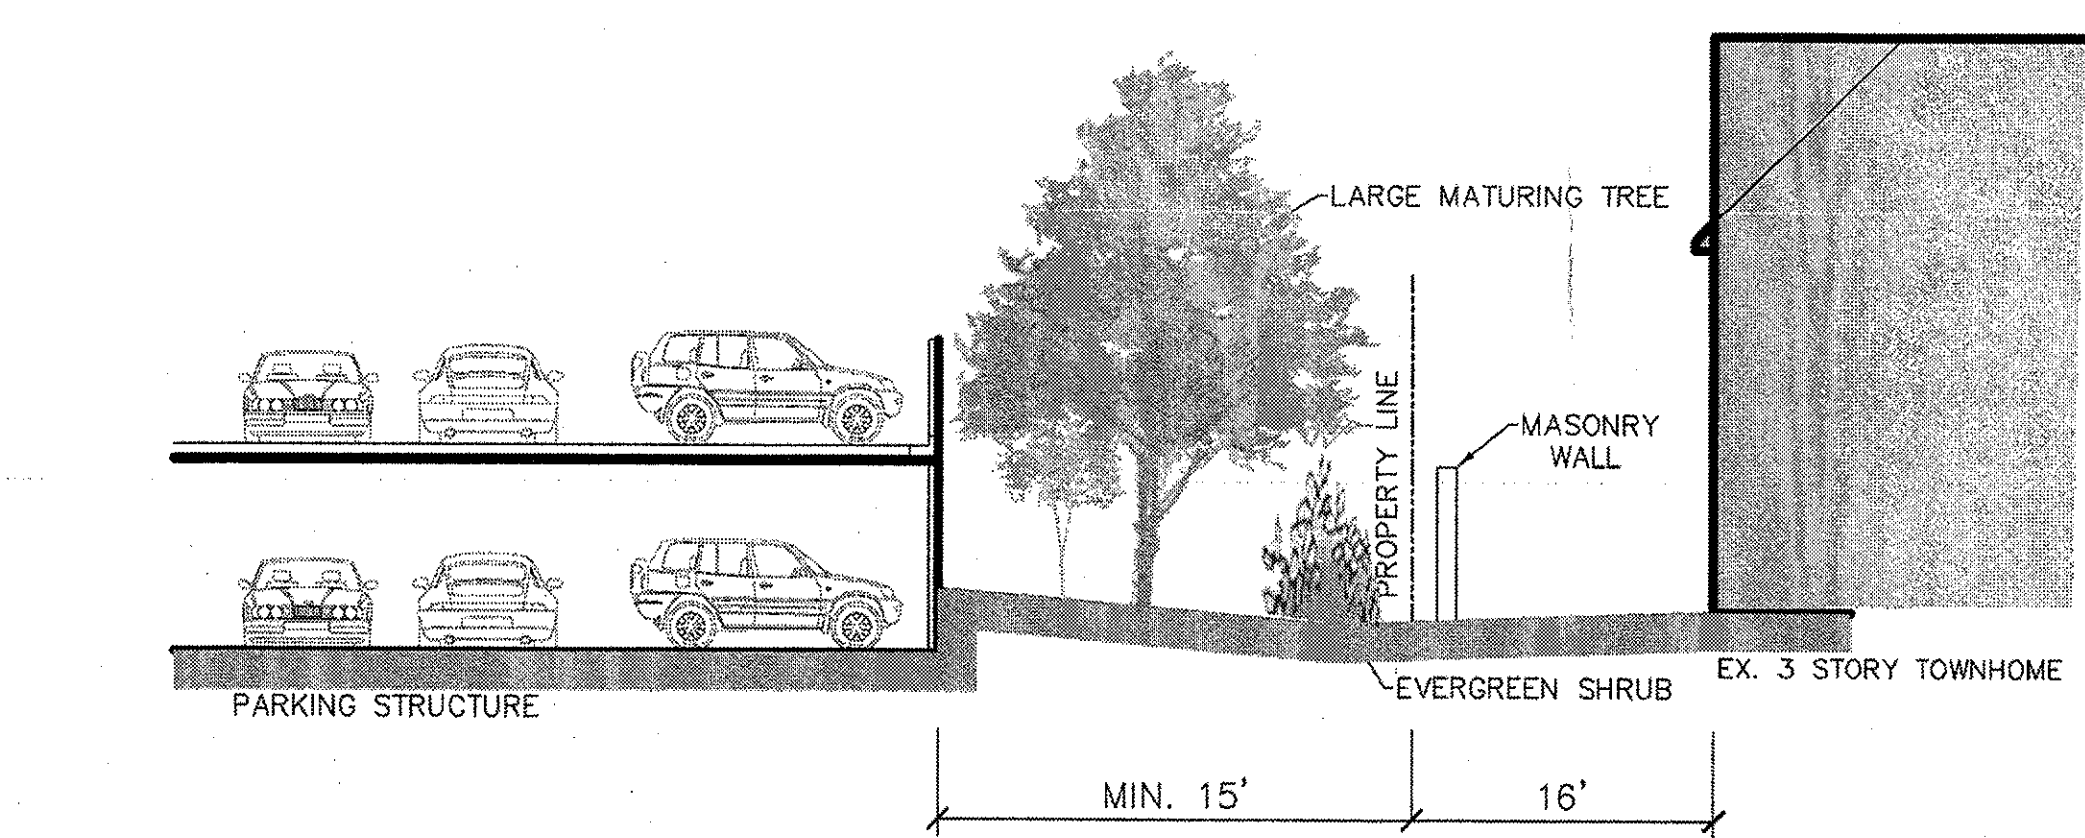 LARGE MATURING TREE
PROPERTY LINE
MASONRY
WALL
EX. 3 STORY TOWNHOME
EVERGREEN SHRUB
PARKING STRUCTURE
MIN. 15'
16'